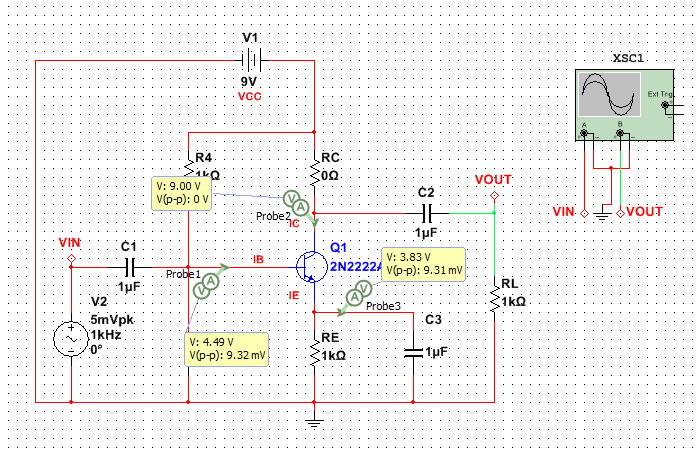 V1
9V
VCC
XSC1
Ext Trig
+
-
A
B
+ - + -
R4
1kΩ
RC
0Ω
V: 9.00 V
V(p-p): 0 V
Probe2
IC
C2
1µF
VOUT
VIN
VOUT
VIN
C1
1µF
Probe1
IB
Q1
2N2222A
V: 3.83 V
V(p-p): 9.31 mV
IE
Probe3
RL
1kΩ
V2
5mVpk
1kHz
0°
V: 4.49 V
V(p-p): 9.32 mV
RE
1kΩ
C3
1µF